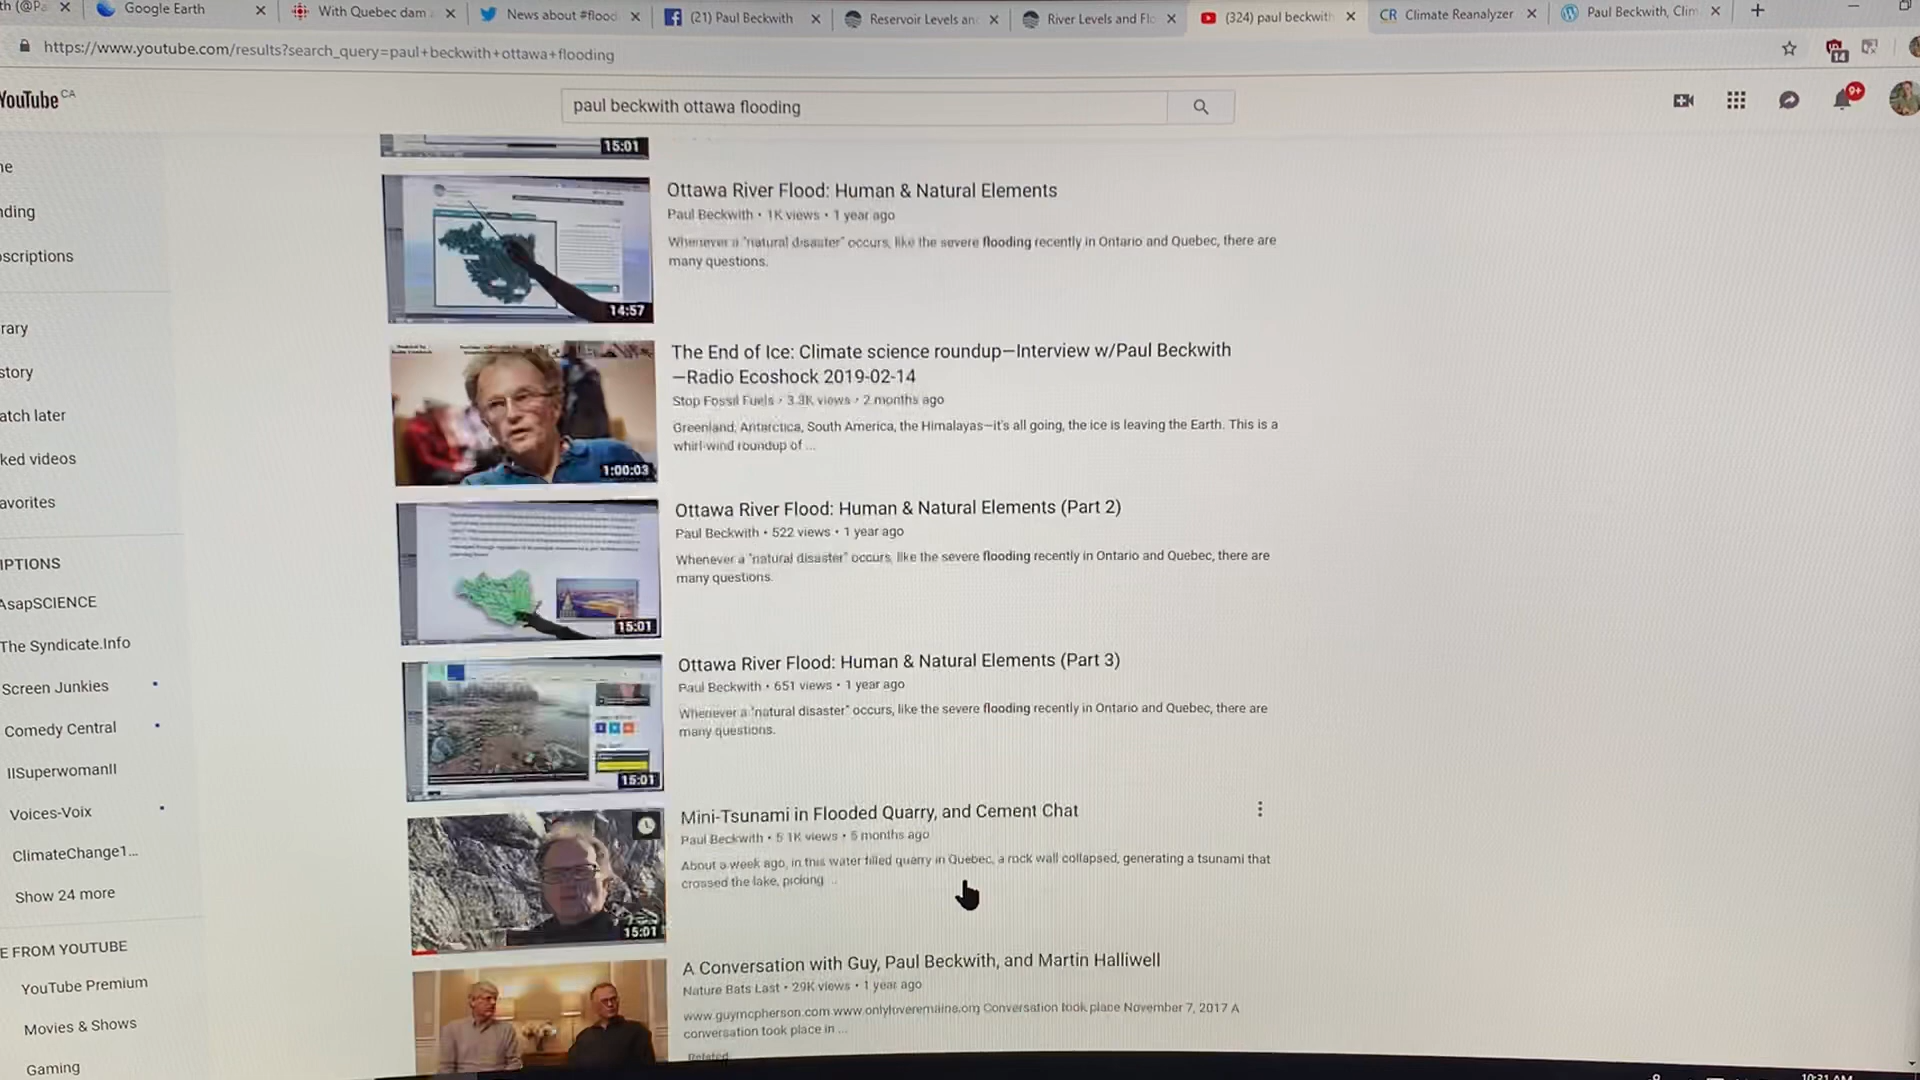 th (@Pa
Google Earth
With Quebec dam
News about #flood
(21) Paul Beckwith
Reservoir Levels an
River Levels and Flo
(324) paul beckwith
CR Climate Reanalyzer
Paul Beckwith, Clim
https://www.youtube.com/results?search_query=paul+beckwith+ottawa+flooding
14
YouTube CA
paul beckwith ottawa flooding
9+
15:01
ne
nding
oscriptions
rary
story
atch later
ked videos
avorites
IPTIONS
AsapSCIENCE
The Syndicate.Info
Screen Junkies
Comedy Central
IISuperwomanII
Voices-Voix
ClimateChange1...
Show 24 more
E FROM YOUTUBE
YouTube Premium
Movies & Shows
Gaming
Ottawa River Flood: Human & Natural Elements
Paul Beckwith • 1K views • 1 year ago
Whenever a "natural disaster" occurs, like the severe flooding recently in Ontario and Quebec, there are
many questions.
14:57
The End of Ice: Climate science roundup—Interview w/Paul Beckwith
—Radio Ecoshock 2019-02-14
Stop Fossil Fuels • 3.3K views • 2 months ago
Greenland, Antarctica, South America, the Himalayas—it's all going, the ice is leaving the Earth. This is a
whirl-wind roundup of ...
1:00:03
Ottawa River Flood: Human & Natural Elements (Part 2)
Paul Beckwith • 522 views • 1 year ago
Whenever a "natural disaster" occurs, like the severe flooding recently in Ontario and Quebec, there are
many questions.
15:01
Ottawa River Flood: Human & Natural Elements (Part 3)
Paul Beckwith • 651 views • 1 year ago
Whenever a "natural disaster" occurs, like the severe flooding recently in Ontario and Quebec, there are
many questions.
15:01
Mini-Tsunami in Flooded Quarry, and Cement Chat
Paul Beckwith • 5.1K views • 5 months ago
About a week ago, in this water filled quarry in Quebec, a rock wall collapsed, generating a tsunami that
crossed the lake, picking ...
15:01
A Conversation with Guy, Paul Beckwith, and Martin Halliwell
Nature Bats Last • 29K views • 1 year ago
www.guymcpherson.com www.onlyloveremains.org Conversation took place November 7, 2017 A
conversation took place in ...
Related
10:31 AM